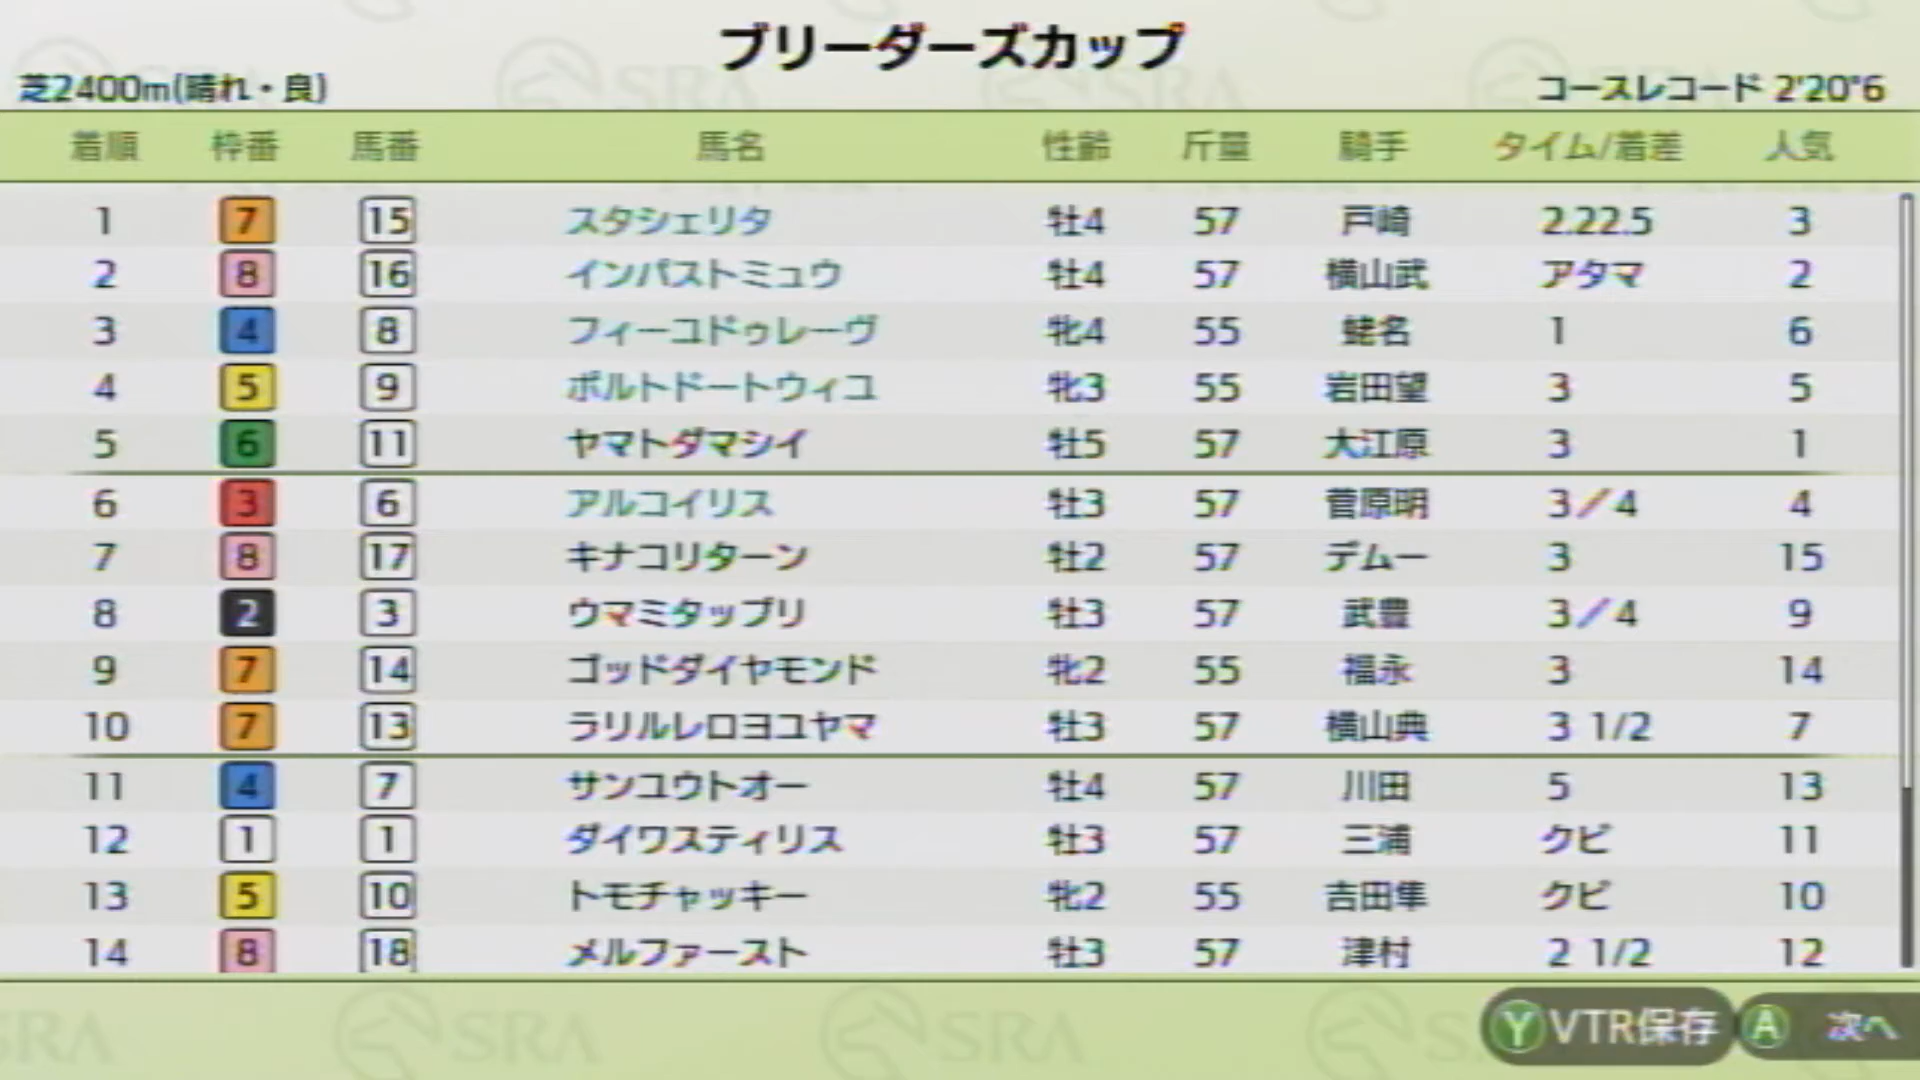 ブリーダーズカップ
芝2400m(晴れ・良) コースレコード 2'20"6
着順 枠番 馬番 馬名 性齢 斤量 騎手 タイム/着差 人気
1 7 15 スタシェリタ 牡4 57 戸崎 2.22.5 3
2 8 16 インパストミュウ 牡4 57 横山武 アタマ 2
3 4 8 フィーユドゥレーヴ 牝4 55 蛯名 1 6
4 5 9 ポルトドートウィユ 牝3 55 岩田望 3 5
5 6 11 ヤマトダマシイ 牡5 57 大江原 3 1
6 3 6 アルコイリス 牡3 57 菅原明 3／4 4
7 8 17 キナコリターン 牡2 57 デムー 3 15
8 2 3 ウマミタップリ 牡3 57 武豊 3／4 9
9 7 14 ゴッドダイヤモンド 牝2 55 福永 3 14
10 7 13 ラリルレロヨユヤマ 牡3 57 横山典 3 1/2 7
11 4 7 サンユウトオー 牡4 57 川田 5 13
12 1 1 ダイワスティリス 牡3 57 三浦 クビ 11
13 5 10 トモチャッキー 牝2 55 吉田隼 クビ 10
14 8 18 メルファースト 牡3 57 津村 2 1/2 12
SRA SRA SRA
Y VTR保存 A 次へ